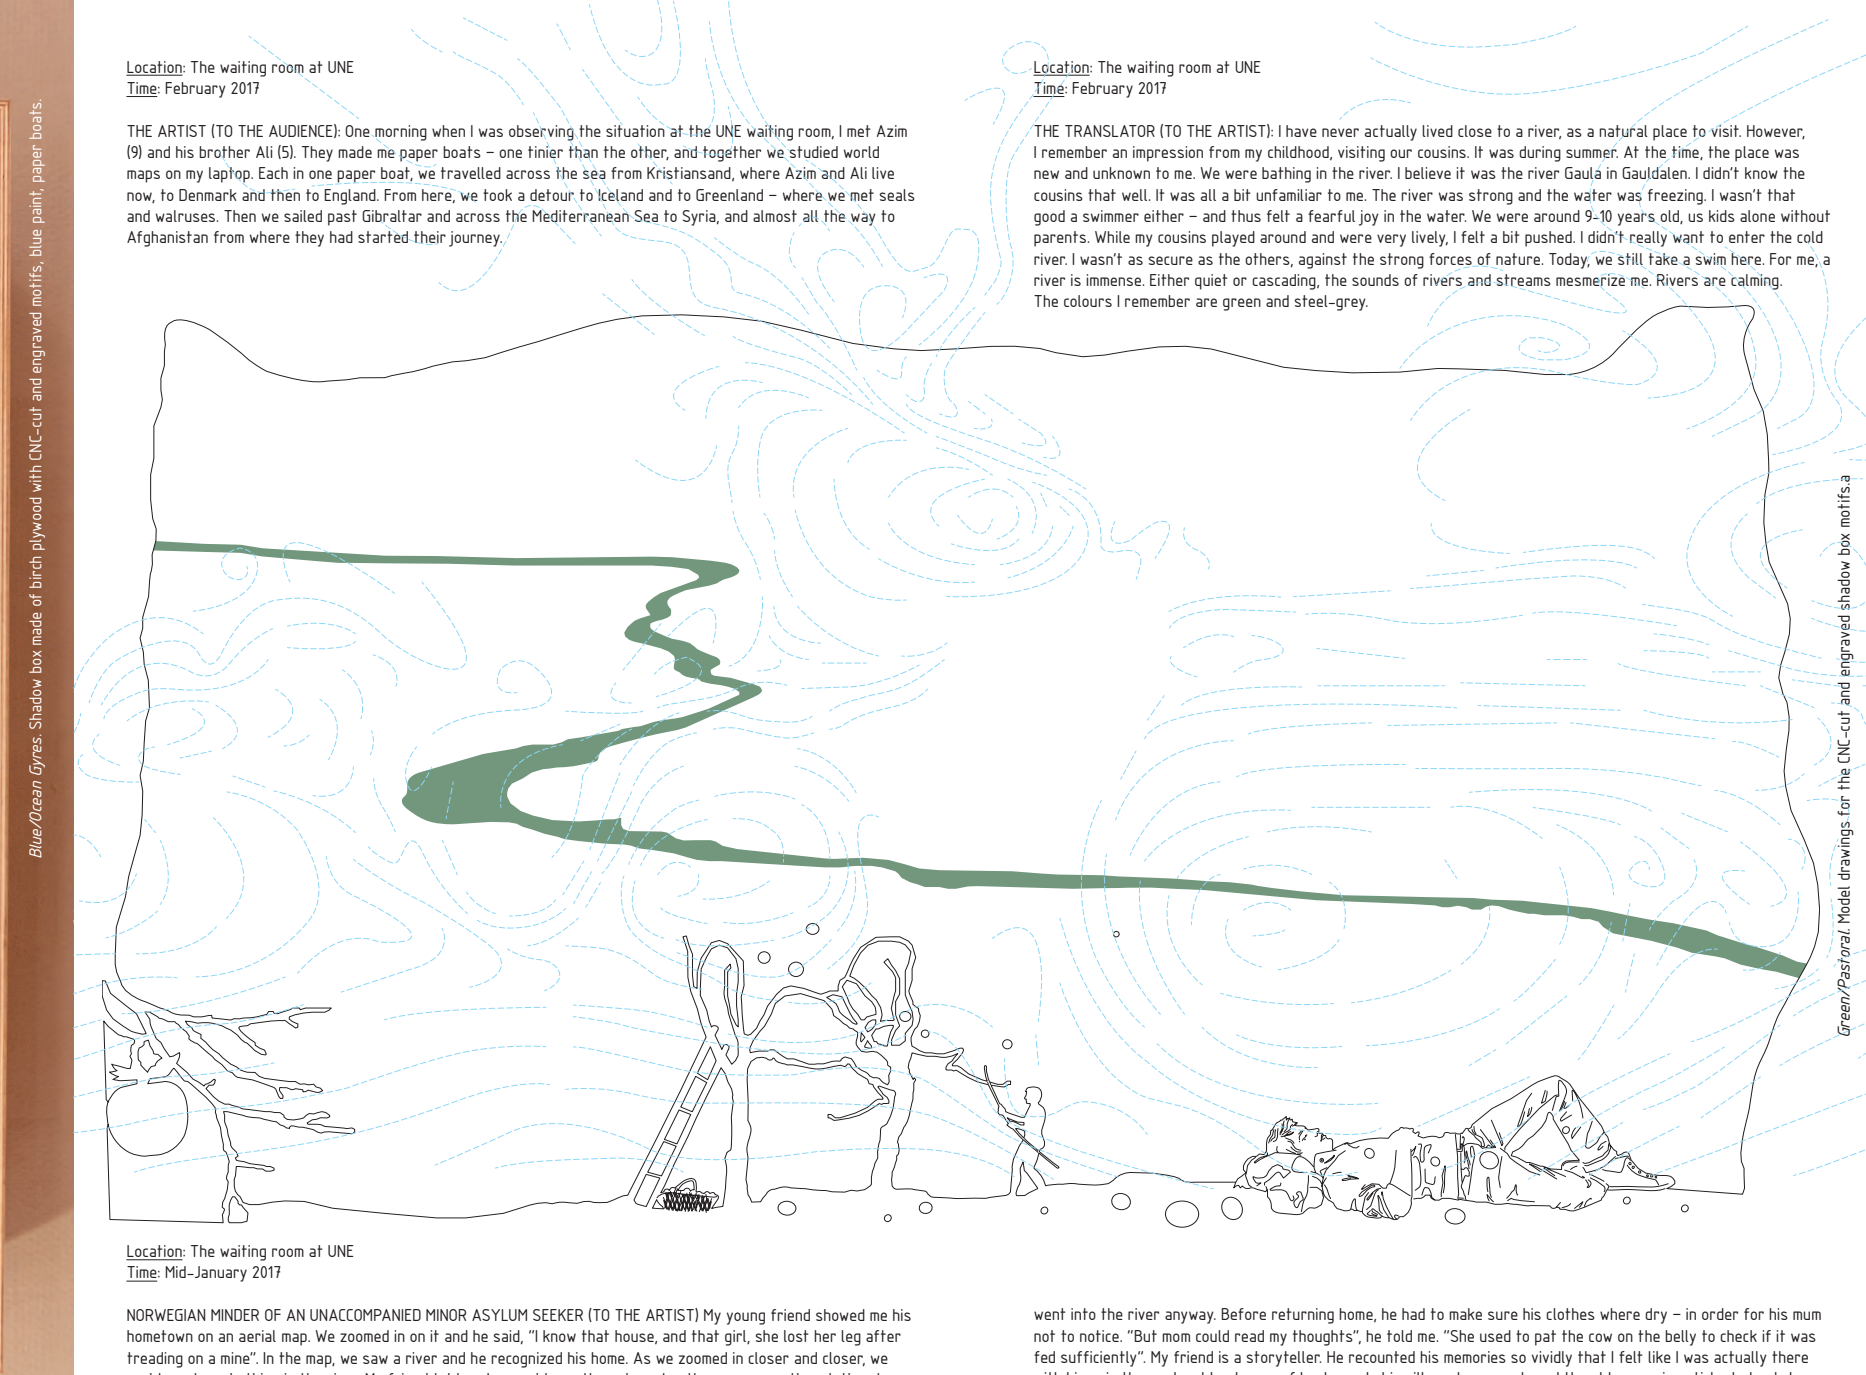 Blue/Ocean Gyres. Shadow box made of birch plywood with CNC-cut and engraved motifs, blue paint, paper boats.
Location: The waiting room at UNE
Time: February 2017
THE ARTIST (TO THE AUDIENCE): One morning when I was observing the situation at the UNE waiting room, I met Azim
(9) and his brother Ali (5). They made me paper boats – one tinier than the other, and together we studied world
maps on my laptop. Each in one paper boat, we travelled across the sea from Kristiansand, where Azim and Ali live
now, to Denmark and then to England. From here, we took a detour to Iceland and to Greenland – where we met seals
and walruses. Then we sailed past Gibraltar and across the Mediterranean Sea to Syria, and almost all the way to
Afghanistan from where they had started their journey.
Location: The waiting room at UNE
Time: February 2017
THE TRANSLATOR (TO THE ARTIST): I have never actually lived close to a river, as a natural place to visit. However,
I remember an impression from my childhood, visiting our cousins. It was during summer. At the time, the place was
new and unknown to me. We were bathing in the river. I believe it was the river Gaula in Gauldalen. I didn't know the
cousins that well. It was all a bit unfamiliar to me. The river was strong and the water was freezing. I wasn't that
good a swimmer either – and thus felt a fearful joy in the water. We were around 9-10 years old, us kids alone without
parents. While my cousins played around and were very lively, I felt a bit pushed. I didn't really want to enter the cold
river. I wasn't as secure as the others, against the strong forces of nature. Today, we still take a swim here. For me, a
river is immense. Either quiet or cascading, the sounds of rivers and streams mesmerize me. Rivers are calming.
The colours I remember are green and steel-grey.
Green/Pastoral. Model drawings for the CNC-cut and engraved shadow box motifs.a
Location: The waiting room at UNE
Time: Mid-January 2017
NORWEGIAN MINDER OF AN UNACCOMPANIED MINOR ASYLUM SEEKER (TO THE ARTIST) My young friend showed me his
hometown on an aerial map. We zoomed in on it and he said, "I know that house, and that girl, she lost her leg after
treading on a mine". In the map, we saw a river and he recognized his home. As we zoomed in closer and closer, we
went into the river anyway. Before returning home, he had to make sure his clothes where dry – in order for his mum
not to notice. "But mom could read my thoughts", he told me. "She used to pat the cow on the belly to check if it was
fed sufficiently". My friend is a storyteller. He recounted his memories so vividly that I felt like I was actually there